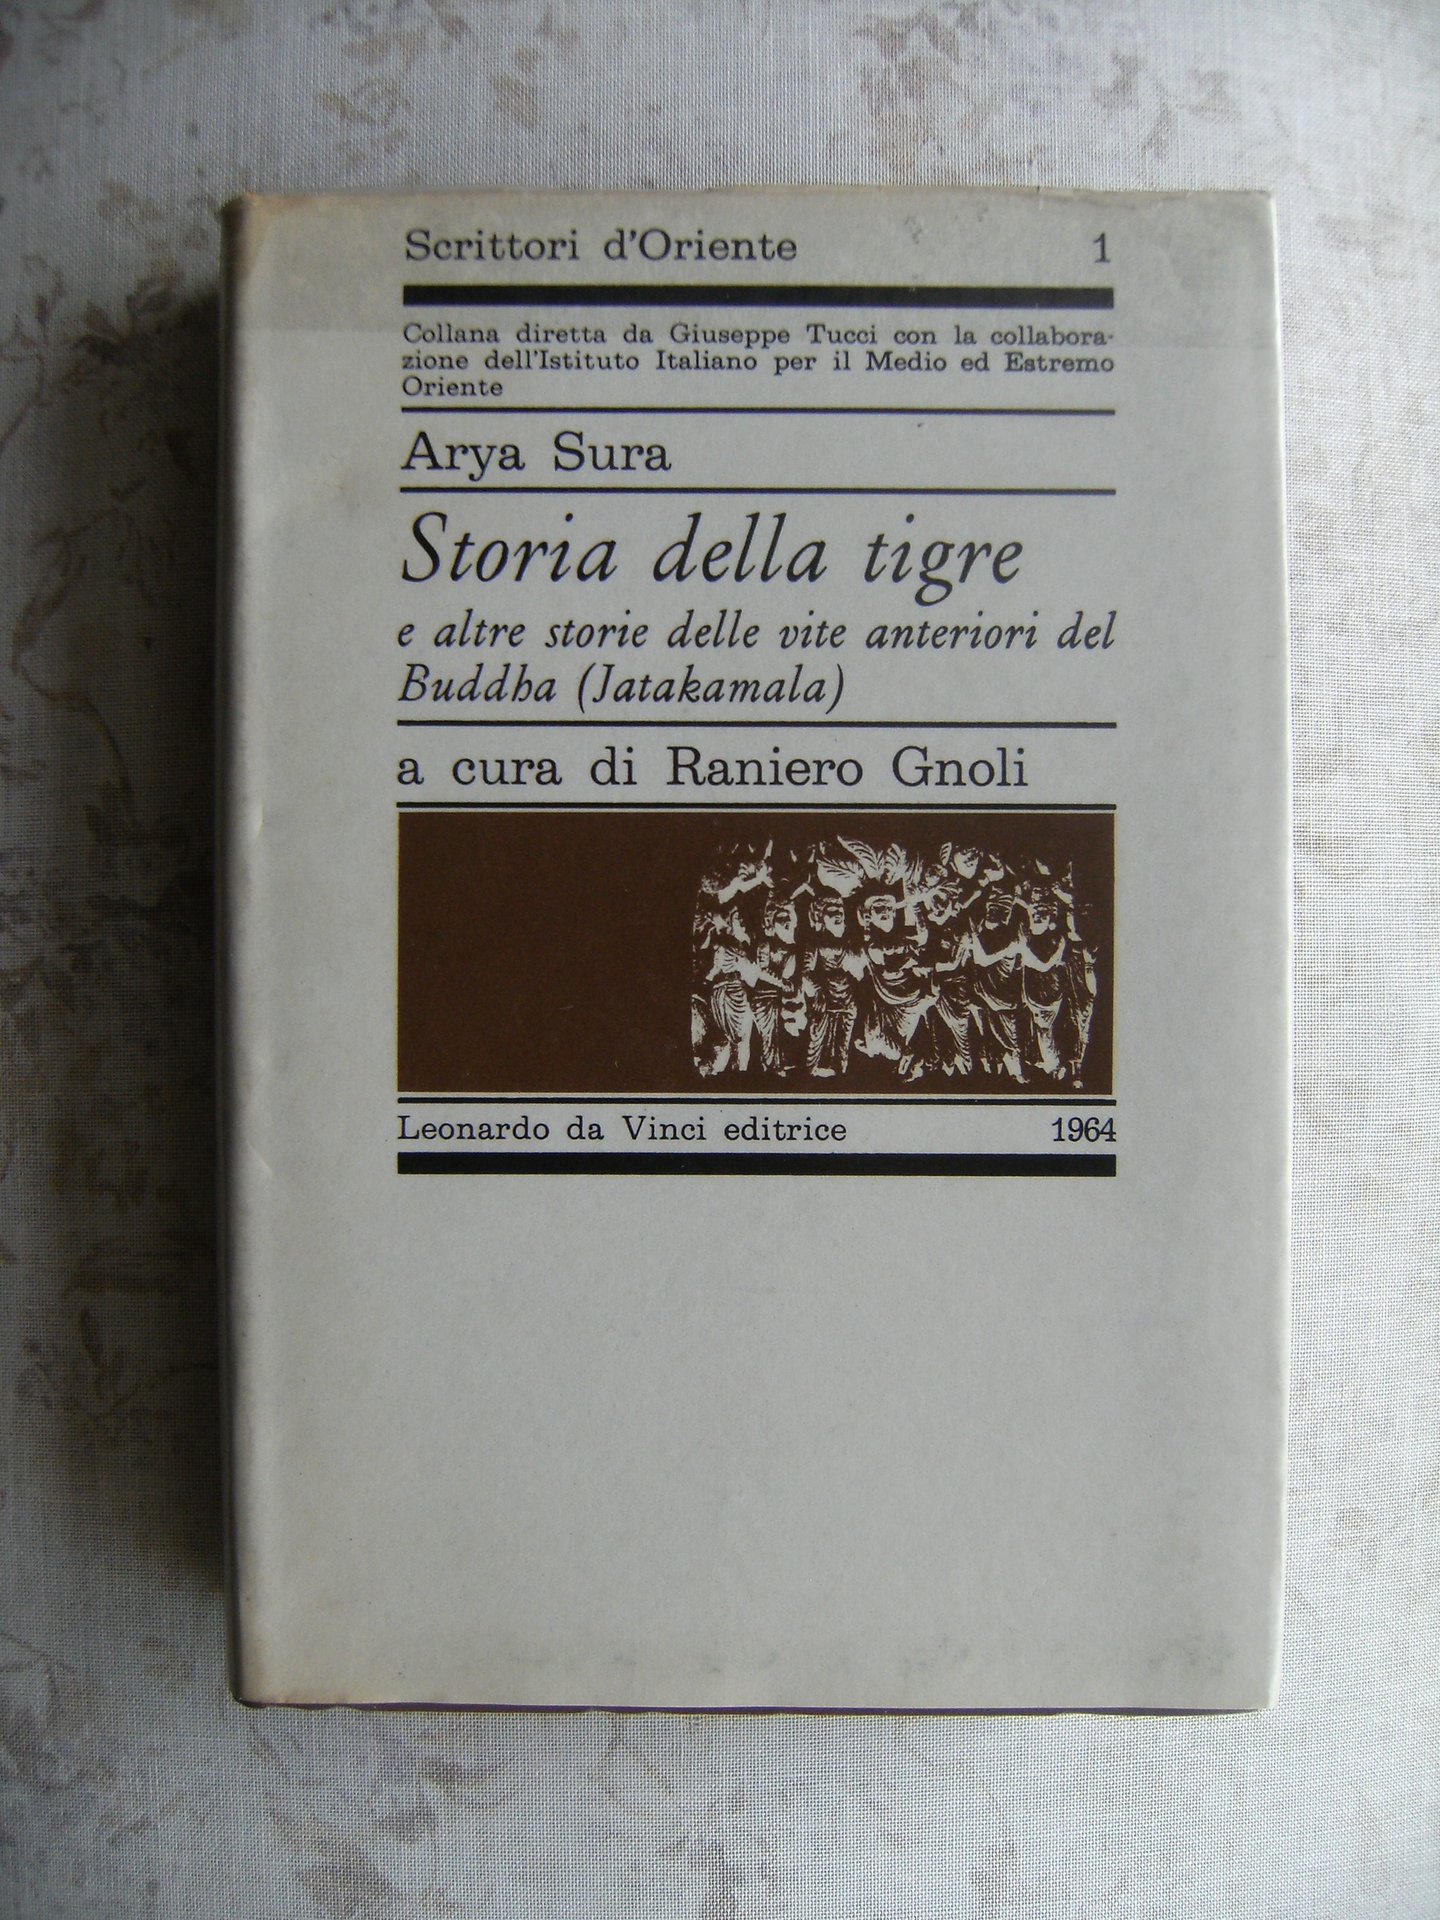 Scrittori d'Oriente 1
Collana diretta da Giuseppe Tucci con la collabora-
zione dell'Istituto Italiano per il Medio ed Estremo
Oriente
Arya Sura
Storia della tigre
e altre storie delle vite anteriori del
Buddha (Jatakamala)
a cura di Raniero Gnoli
Leonardo da Vinci editrice 1964